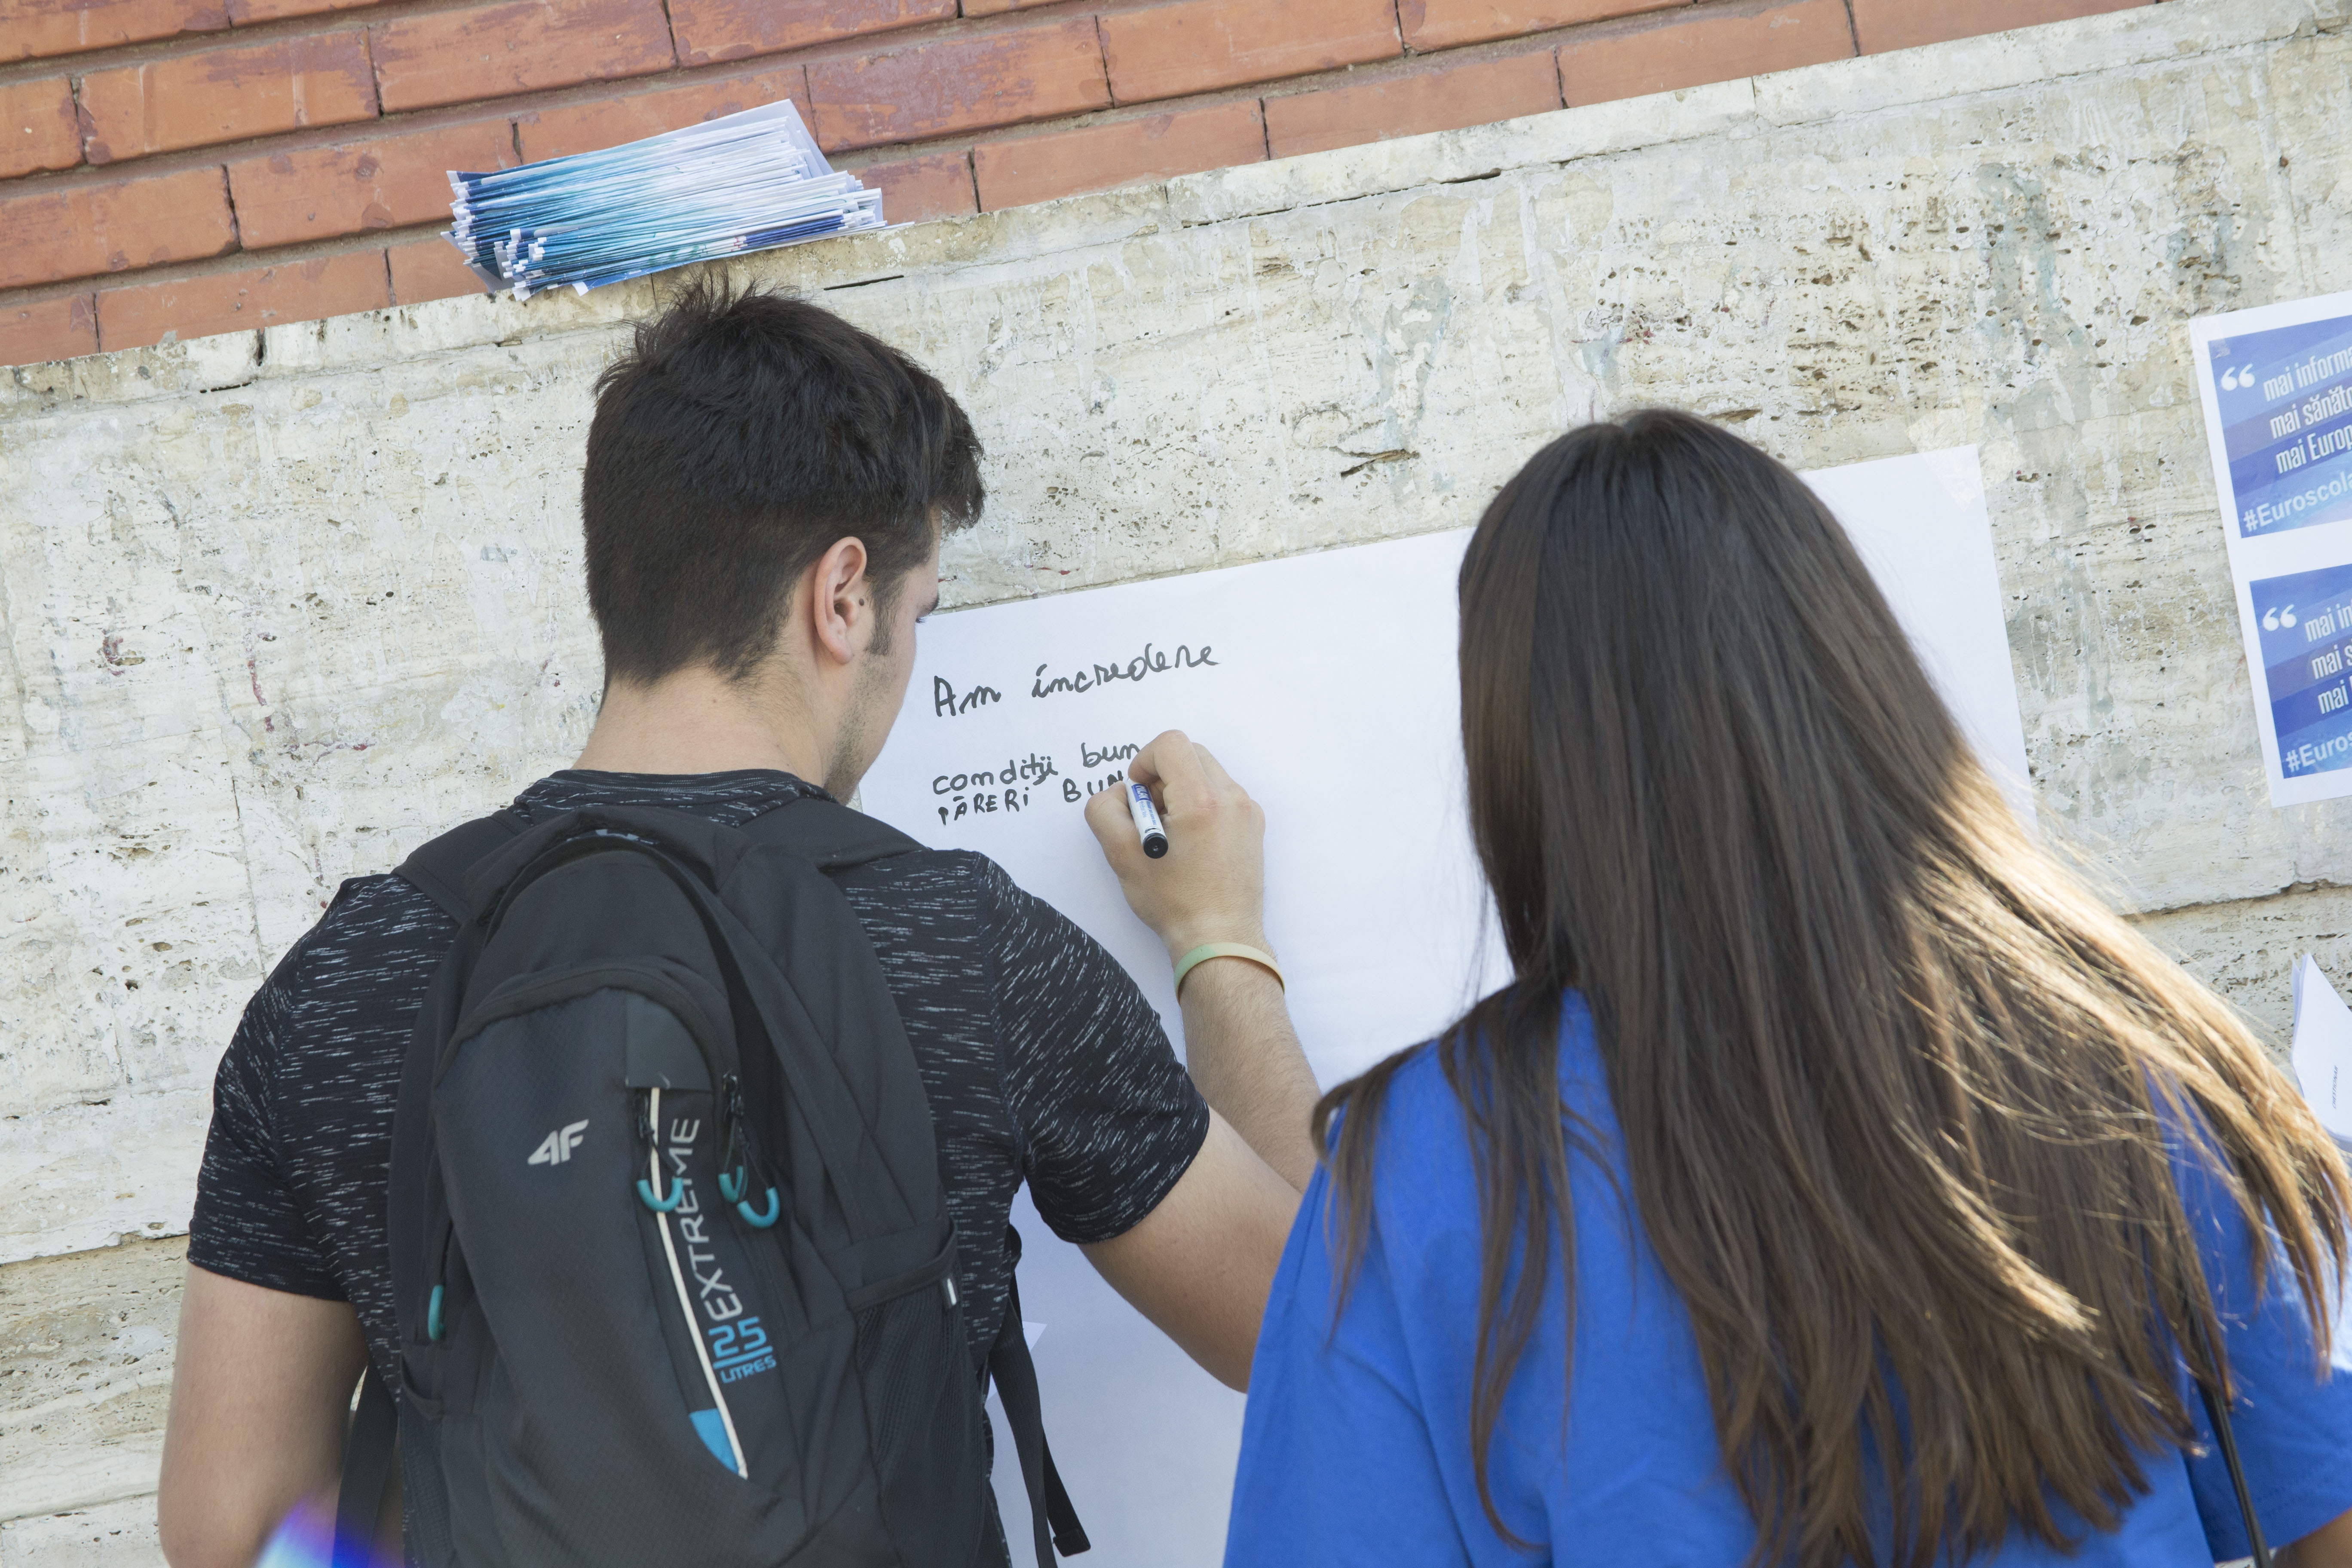 Am încredere
condiții bun
PĂRERI BUN
4F
EXTREME
25
LITRES
“ mai inform
mai sănăto
mai Europ
#Euroscola
“ mai in
mai s
mai
#Euros